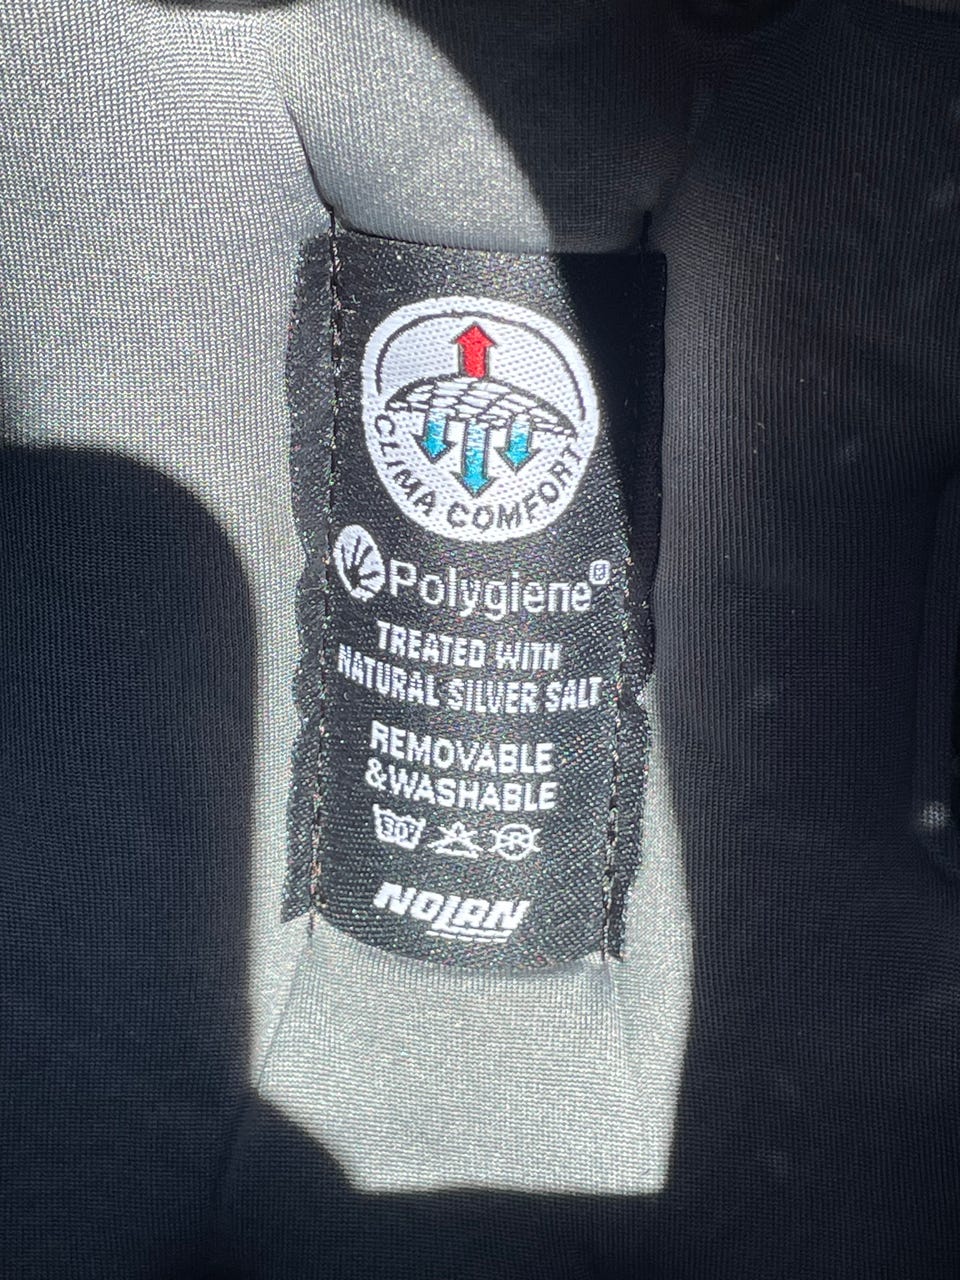 CLIMA COMFORT
Polygiene®
TREATED WITH
NATURAL SILVER SALT
REMOVABLE
&WASHABLE
30°
NOLAN